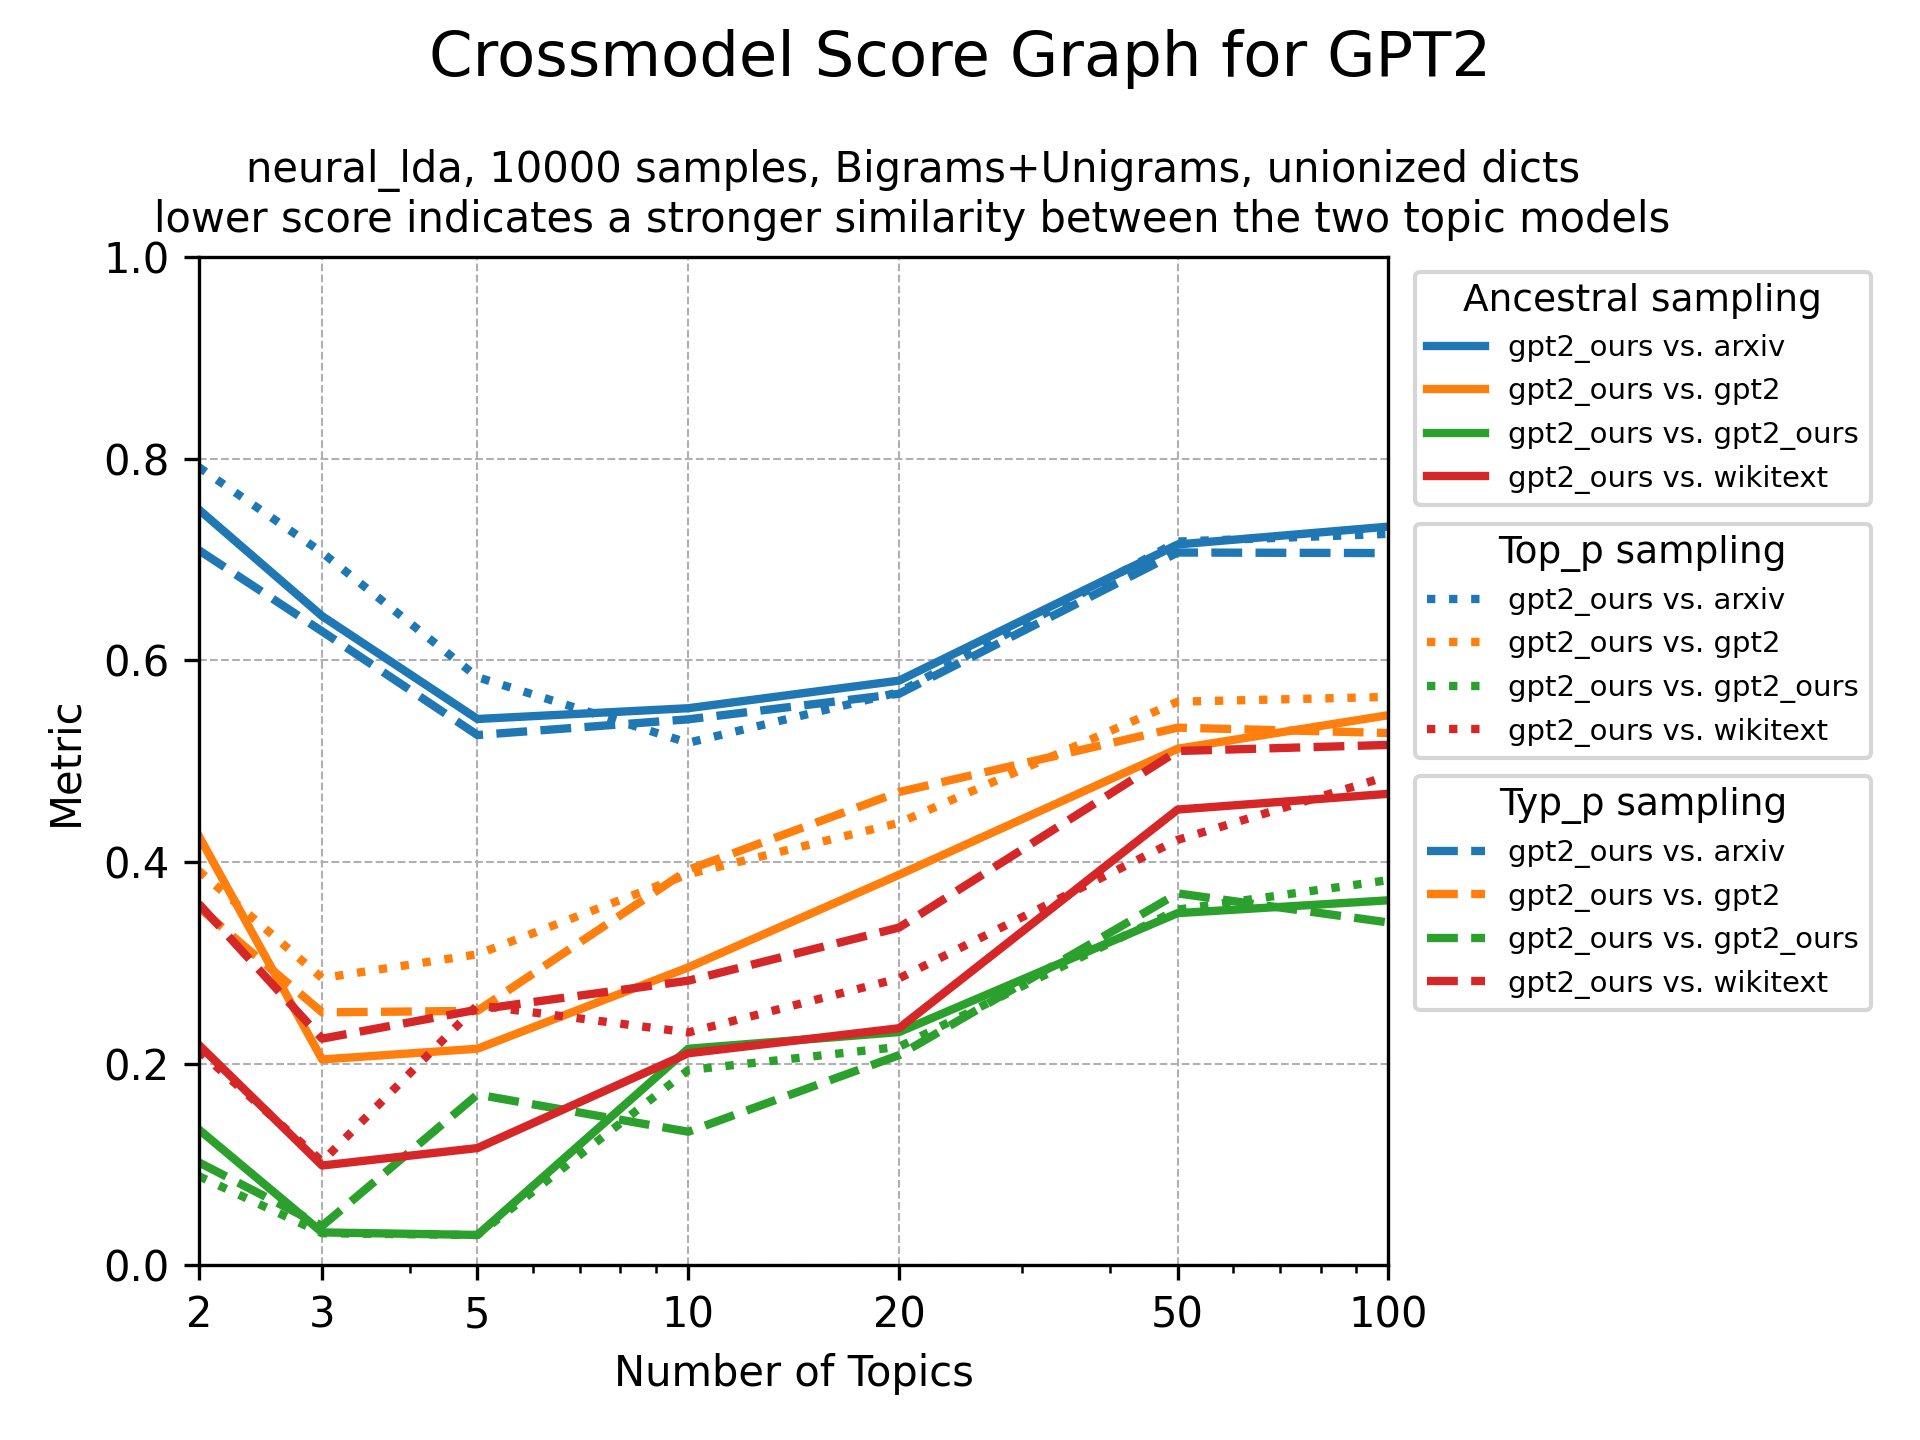 Crossmodel Score Graph for GPT2
neural_lda, 10000 samples, Bigrams+Unigrams, unionized dicts
lower score indicates a stronger similarity between the two topic models
1.0
0.8
0.6
0.4
0.2
0.0
Metric
2 3 5 10 20 50 100
Number of Topics
Ancestral sampling
gpt2_ours vs. arxiv
gpt2_ours vs. gpt2
gpt2_ours vs. gpt2_ours
gpt2_ours vs. wikitext
Top_p sampling
gpt2_ours vs. arxiv
gpt2_ours vs. gpt2
gpt2_ours vs. gpt2_ours
gpt2_ours vs. wikitext
Typ_p sampling
gpt2_ours vs. arxiv
gpt2_ours vs. gpt2
gpt2_ours vs. gpt2_ours
gpt2_ours vs. wikitext